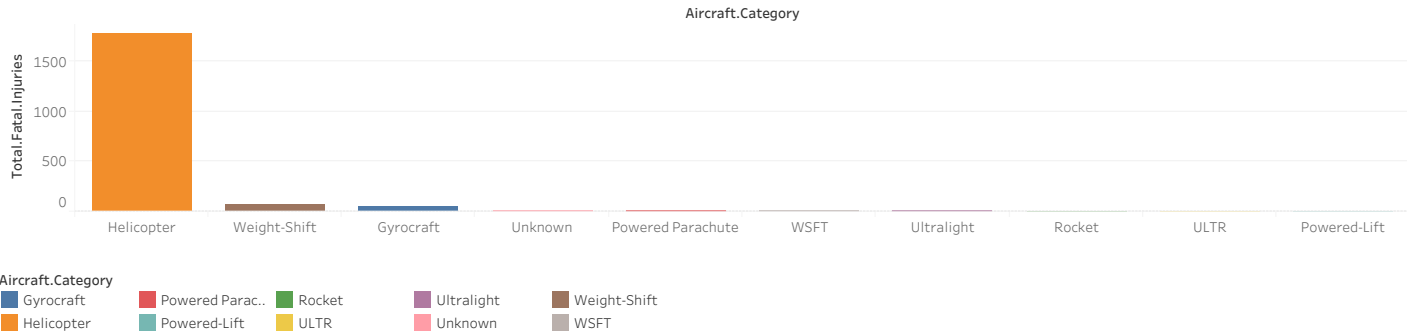 Aircraft.Category
Total.Fatal.Injuries
1500
1000
500
0
Helicopter Weight-Shift Gyrocraft Unknown Powered Parachute WSFT Ultralight Rocket ULTR Powered-Lift
Aircraft.Category
Gyrocraft Powered Parac.. Rocket Ultralight Weight-Shift
Helicopter Powered-Lift ULTR Unknown WSFT